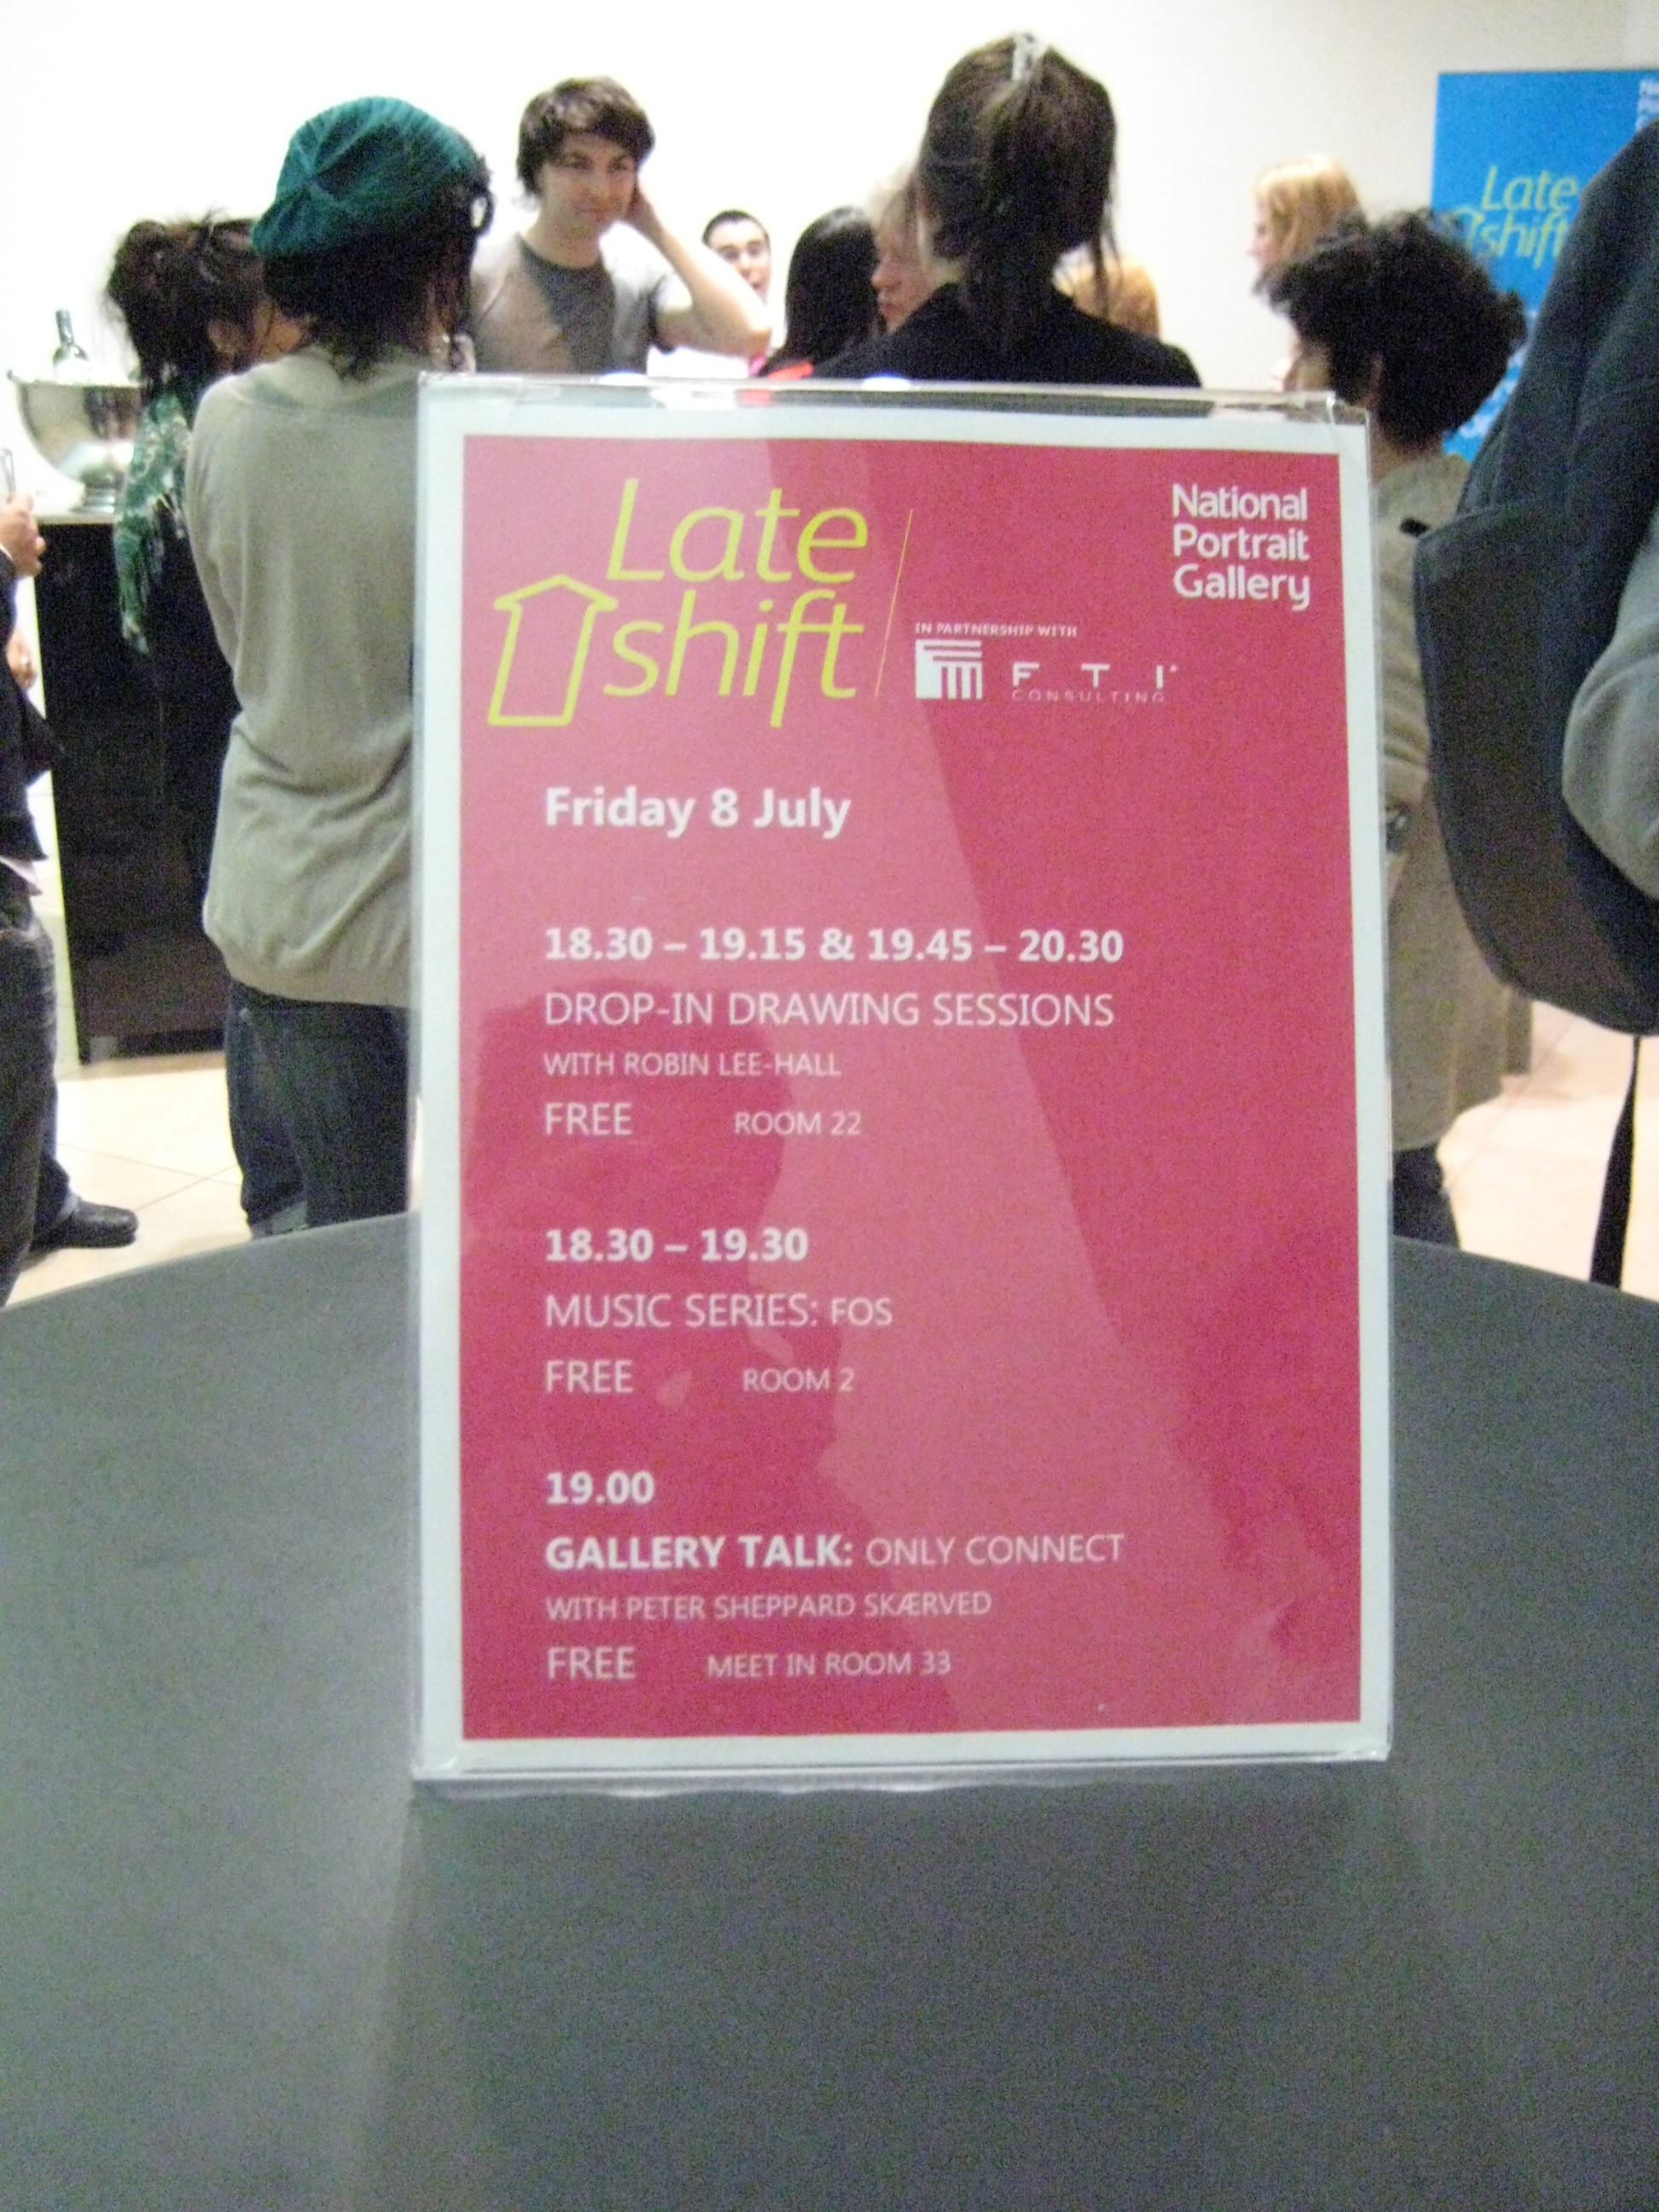 Late
shift
National
Portrait
Gallery
IN PARTNERSHIP WITH
F T I
CONSULTING
Friday 8 July
18.30 – 19.15 & 19.45 – 20.30
DROP-IN DRAWING SESSIONS
WITH ROBIN LEE-HALL
FREE ROOM 22
18.30 – 19.30
MUSIC SERIES: FOS
FREE ROOM 2
19.00
GALLERY TALK: ONLY CONNECT
WITH PETER SHEPPARD SKÆRVED
FREE MEET IN ROOM 33
Late
shift